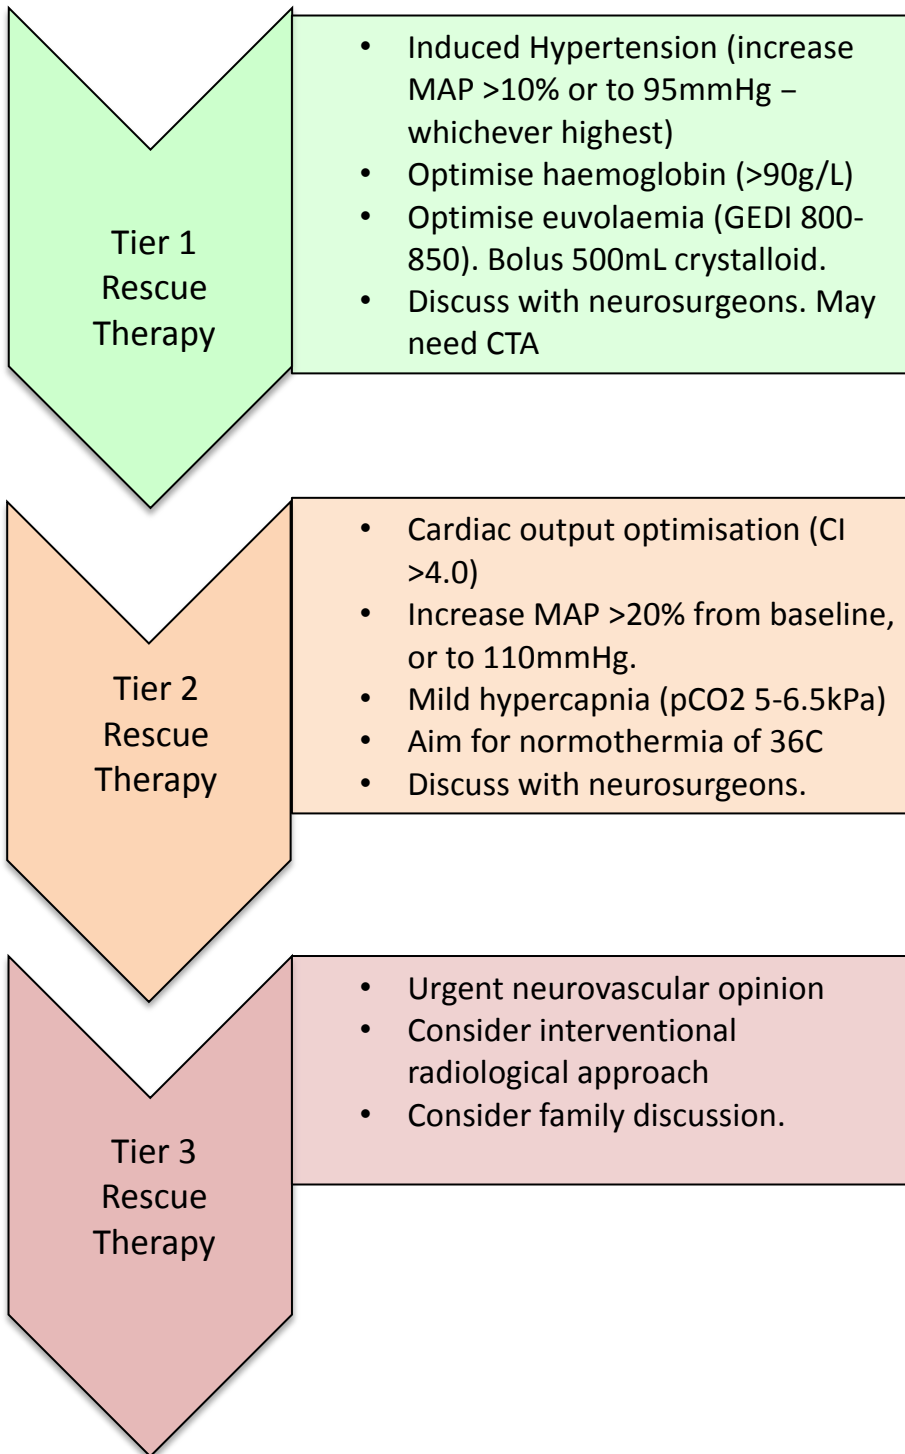 Tier 1
Rescue
Therapy
• Induced Hypertension (increase
MAP >10% or to 95mmHg –
whichever highest)
• Optimise haemoglobin (>90g/L)
• Optimise euvolaemia (GEDI 800-
850). Bolus 500mL crystalloid.
• Discuss with neurosurgeons. May
need CTA
Tier 2
Rescue
Therapy
• Cardiac output optimisation (CI
>4.0)
• Increase MAP >20% from baseline,
or to 110mmHg.
• Mild hypercapnia (pCO2 5-6.5kPa)
• Aim for normothermia of 36C
• Discuss with neurosurgeons.
Tier 3
Rescue
Therapy
• Urgent neurovascular opinion
• Consider interventional
radiological approach
• Consider family discussion.